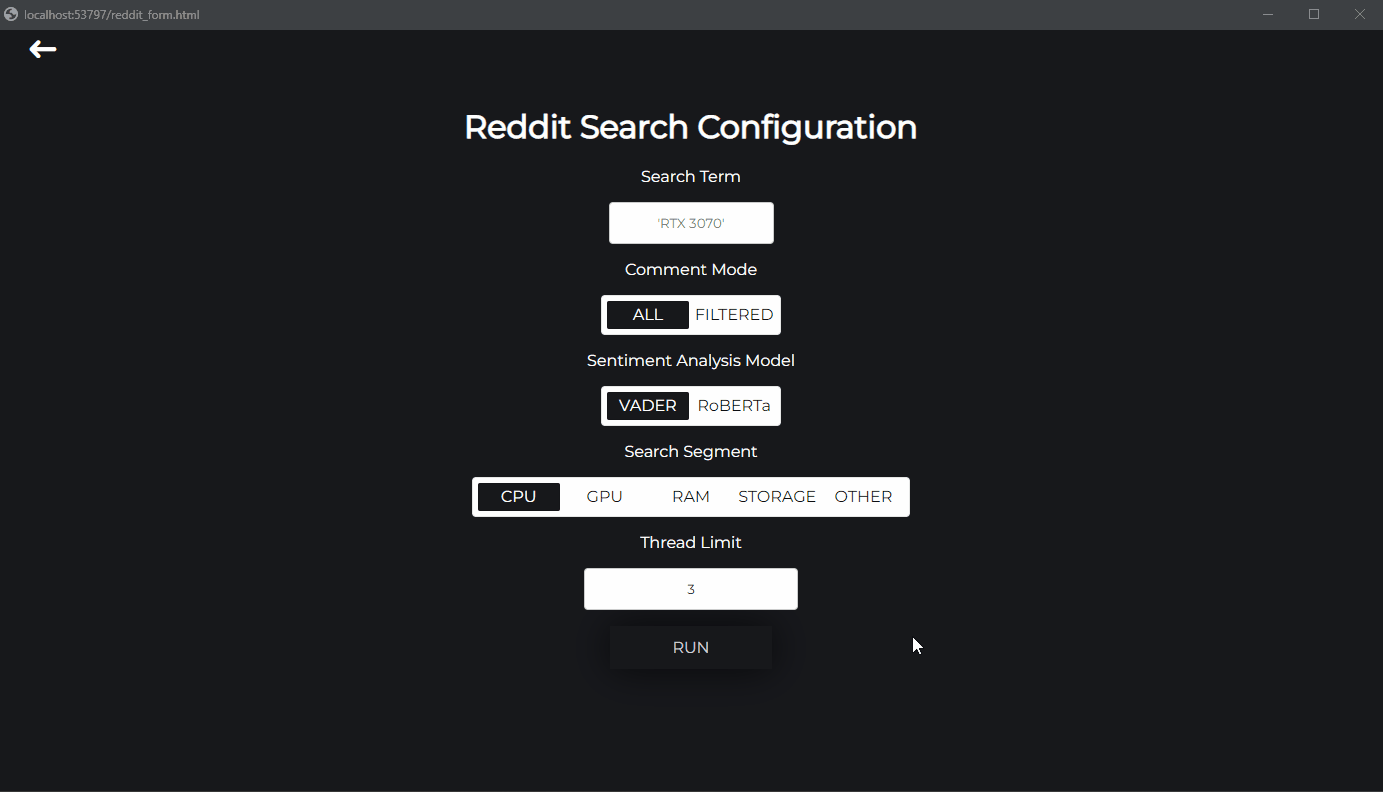 localhost:53797/reddit_form.html
Reddit Search Configuration
Search Term
'RTX 3070'
Comment Mode
ALL FILTERED
Sentiment Analysis Model
VADER RoBERTa
Search Segment
CPU GPU RAM STORAGE OTHER
Thread Limit
3
RUN